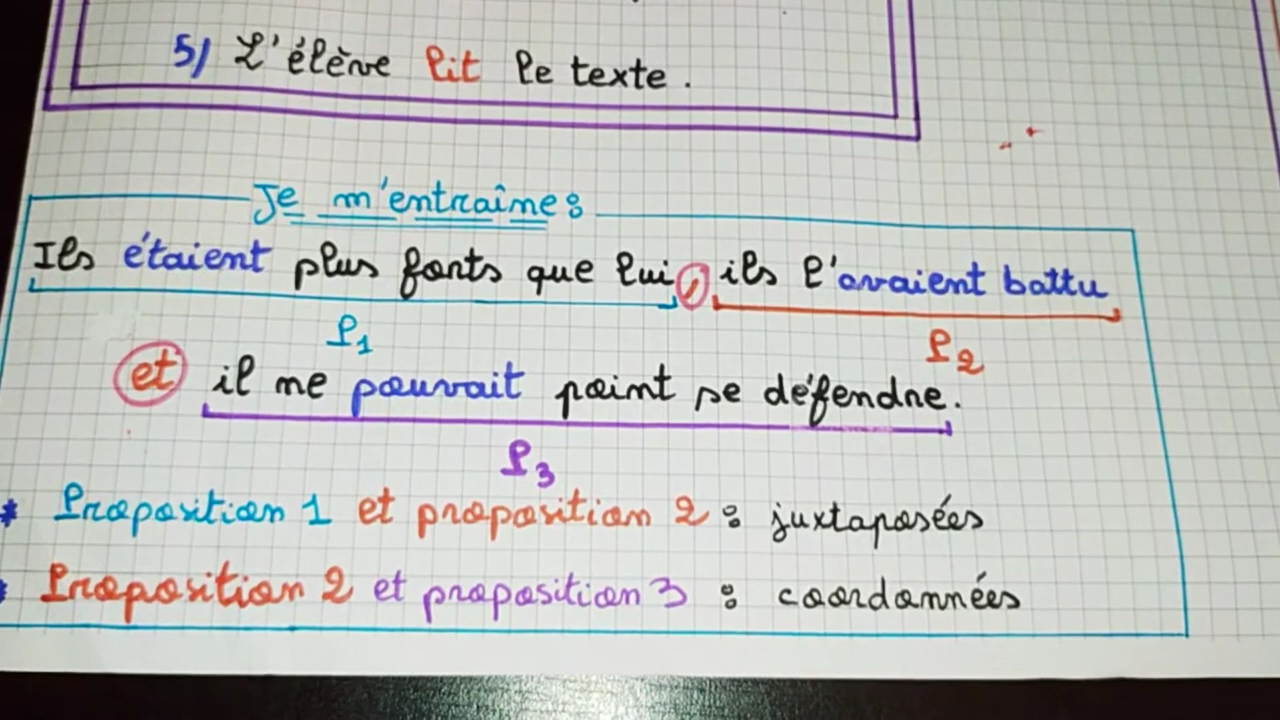 5/ L'élève lit le texte.
Je m'entraîne :
Ils étaient plus forts que lui, ils l'avaient battu
P1
P2
et il ne pouvait point se défendre.
P3
* Proposition 1 et proposition 2 : juxtaposées
* Proposition 2 et proposition 3 : coordonnées